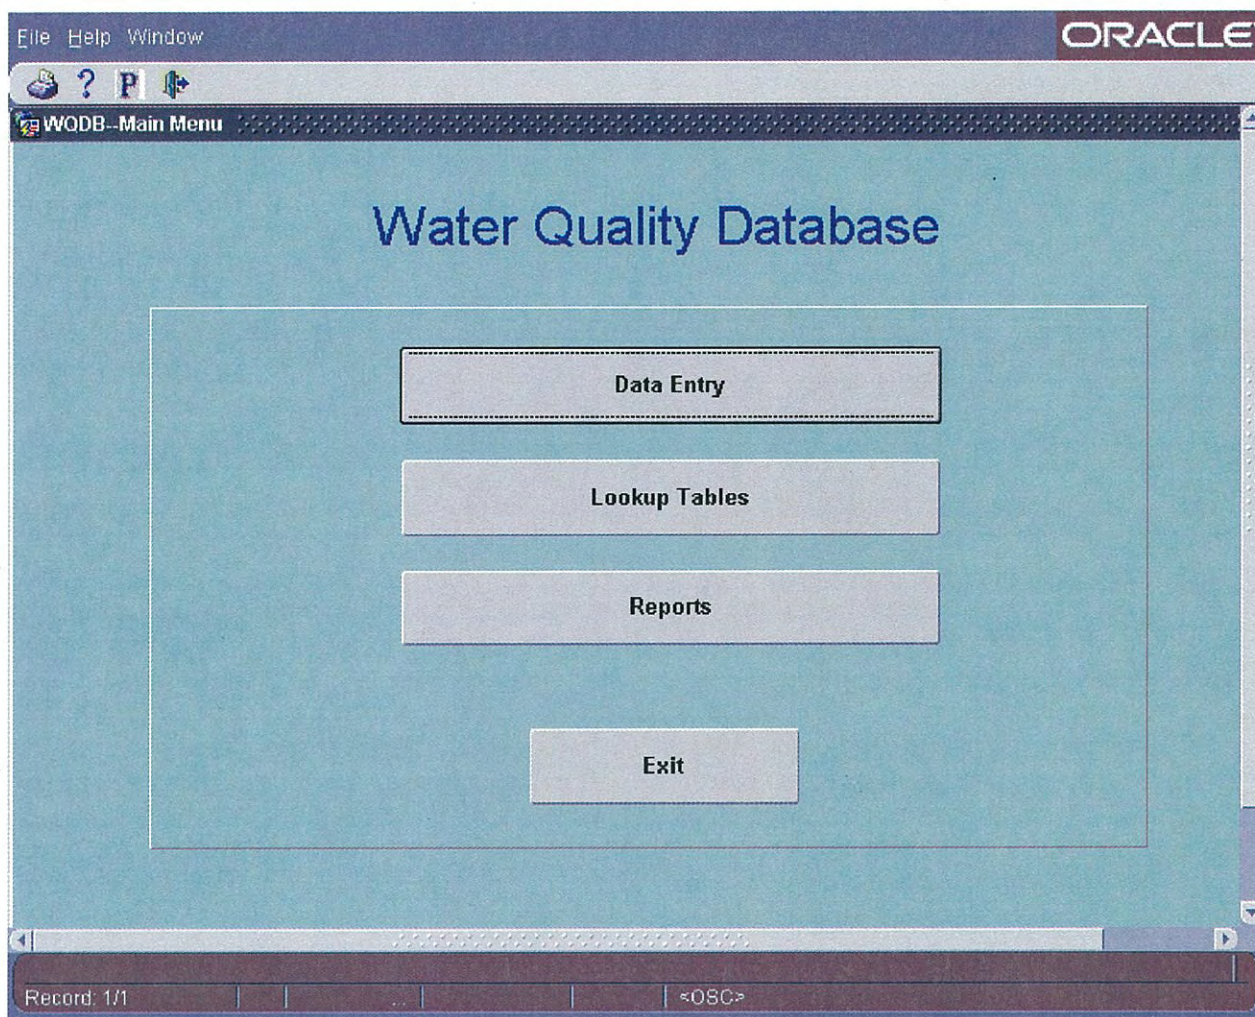 File Help Window
ORACLE
? P
WQDB--Main Menu
Water Quality Database
Data Entry
Lookup Tables
Reports
Exit
Record: 1/1
...
<OSC>